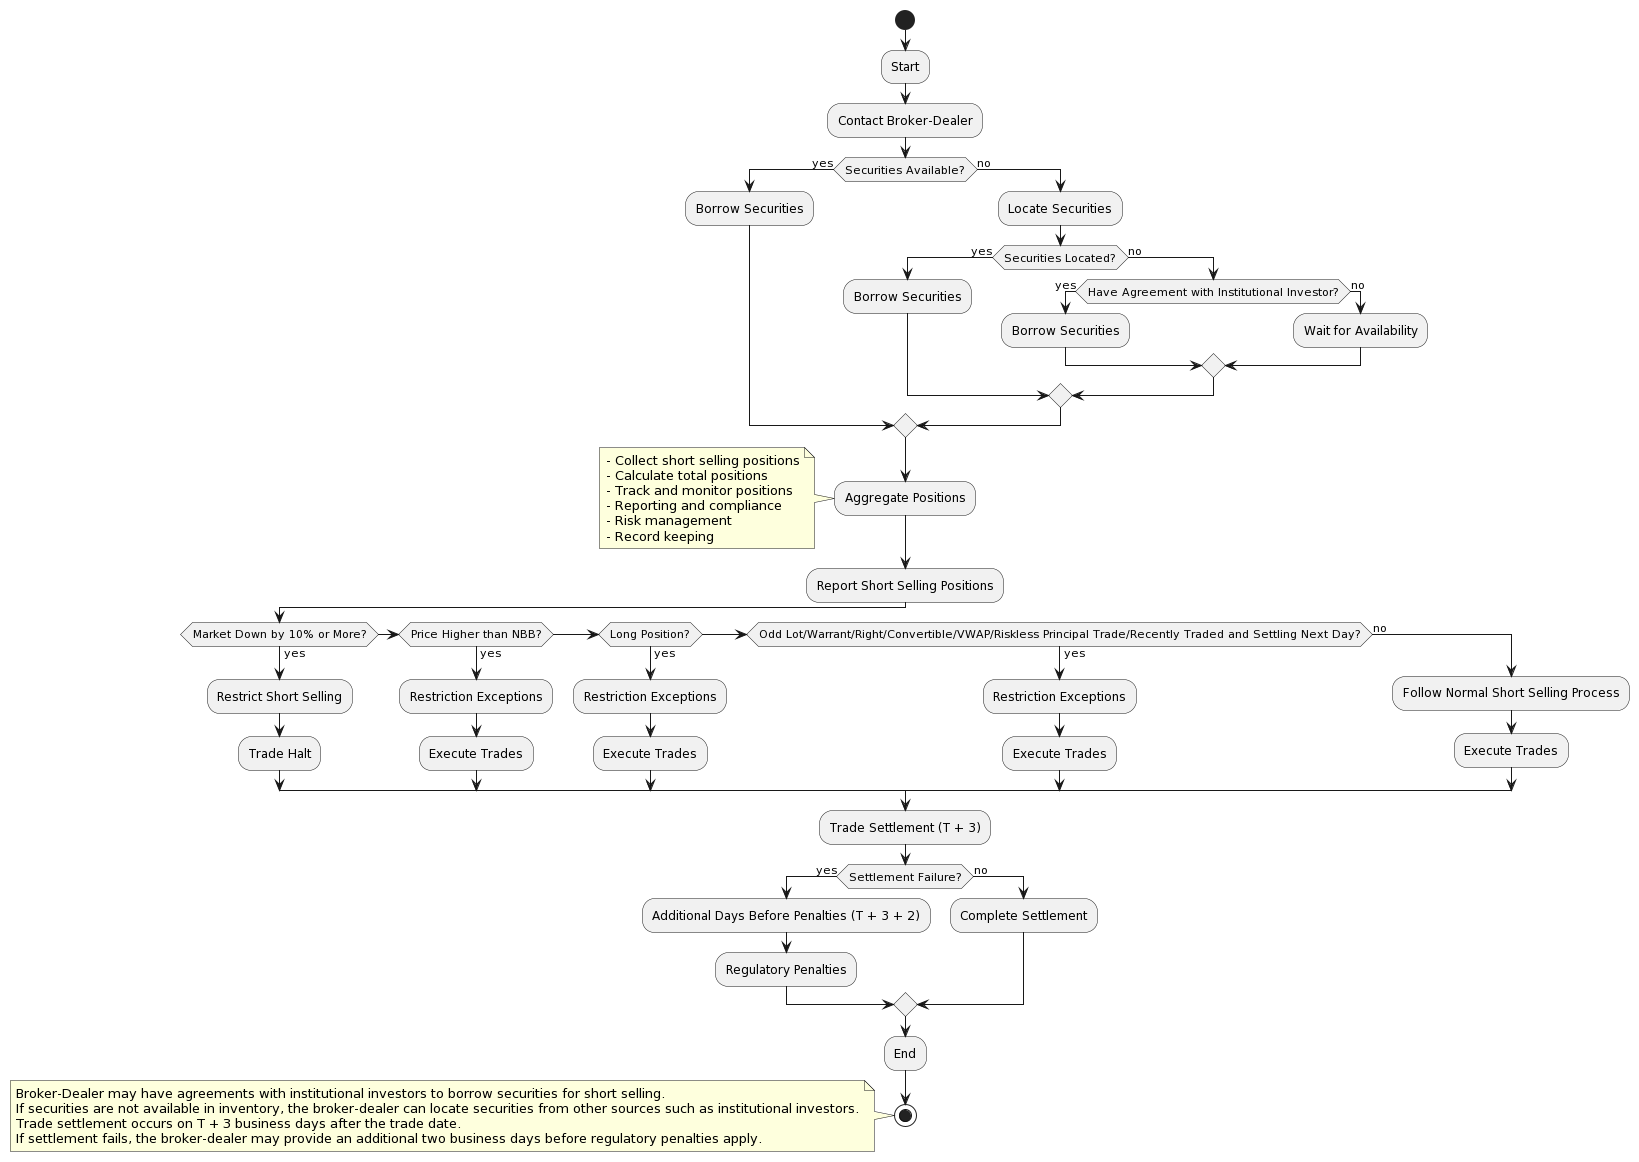 Start
Contact Broker-Dealer
Securities Available?
yes
no
Borrow Securities
Locate Securities
Securities Located?
yes
no
Borrow Securities
Have Agreement with Institutional Investor?
yes
no
Borrow Securities
Wait for Availability
- Collect short selling positions
- Calculate total positions
- Track and monitor positions
- Reporting and compliance
- Risk management
- Record keeping
Aggregate Positions
Report Short Selling Positions
Market Down by 10% or More?
yes
Restrict Short Selling
Trade Halt
Price Higher than NBB?
yes
Restriction Exceptions
Execute Trades
Long Position?
yes
Restriction Exceptions
Execute Trades
Odd Lot/Warrant/Right/Convertible/VWAP/Riskless Principal Trade/Recently Traded and Settling Next Day?
yes
no
Restriction Exceptions
Execute Trades
Follow Normal Short Selling Process
Execute Trades
Trade Settlement (T + 3)
Settlement Failure?
yes
no
Additional Days Before Penalties (T + 3 + 2)
Regulatory Penalties
Complete Settlement
End
Broker-Dealer may have agreements with institutional investors to borrow securities for short selling.
If securities are not available in inventory, the broker-dealer can locate securities from other sources such as institutional investors.
Trade settlement occurs on T + 3 business days after the trade date.
If settlement fails, the broker-dealer may provide an additional two business days before regulatory penalties apply.